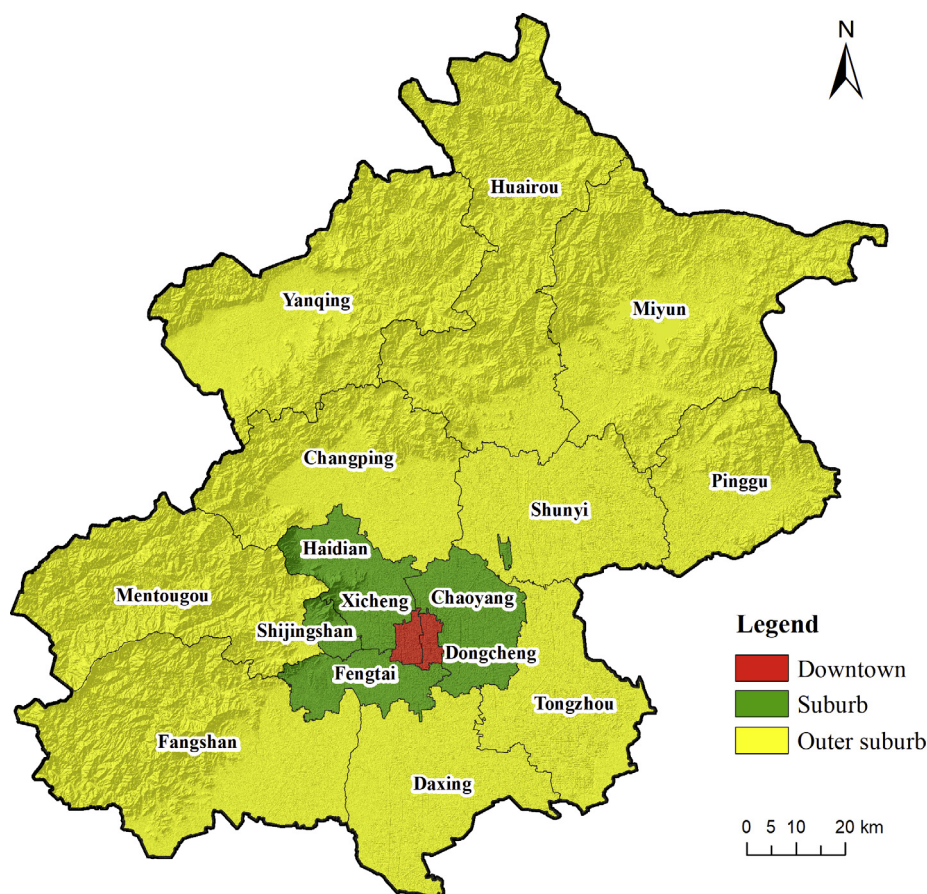 N
Huairou
Yanqing
Miyun
Changping
Pinggu
Shunyi
Haidian
Mentougou
Xicheng
Chaoyang
Shijingshan
Dongcheng
Fengtai
Tongzhou
Fangshan
Daxing
Legend
Downtown
Suburb
Outer suburb
0 5 10 20 km